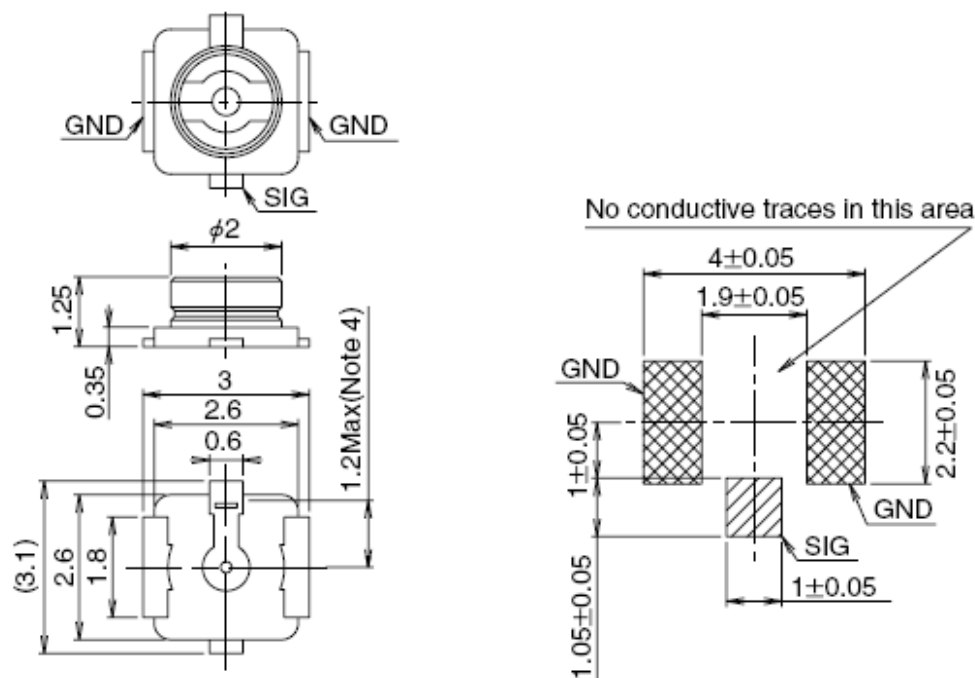 GND
GND
SIG
ϕ2
1.25
0.35
3
2.6
0.6
1.2Max(Note 4)
(3.1)
2.6
1.8
No conductive traces in this area
4±0.05
1.9±0.05
GND
2.2±0.05
1±0.05
GND
SIG
1±0.05
1.05±0.05